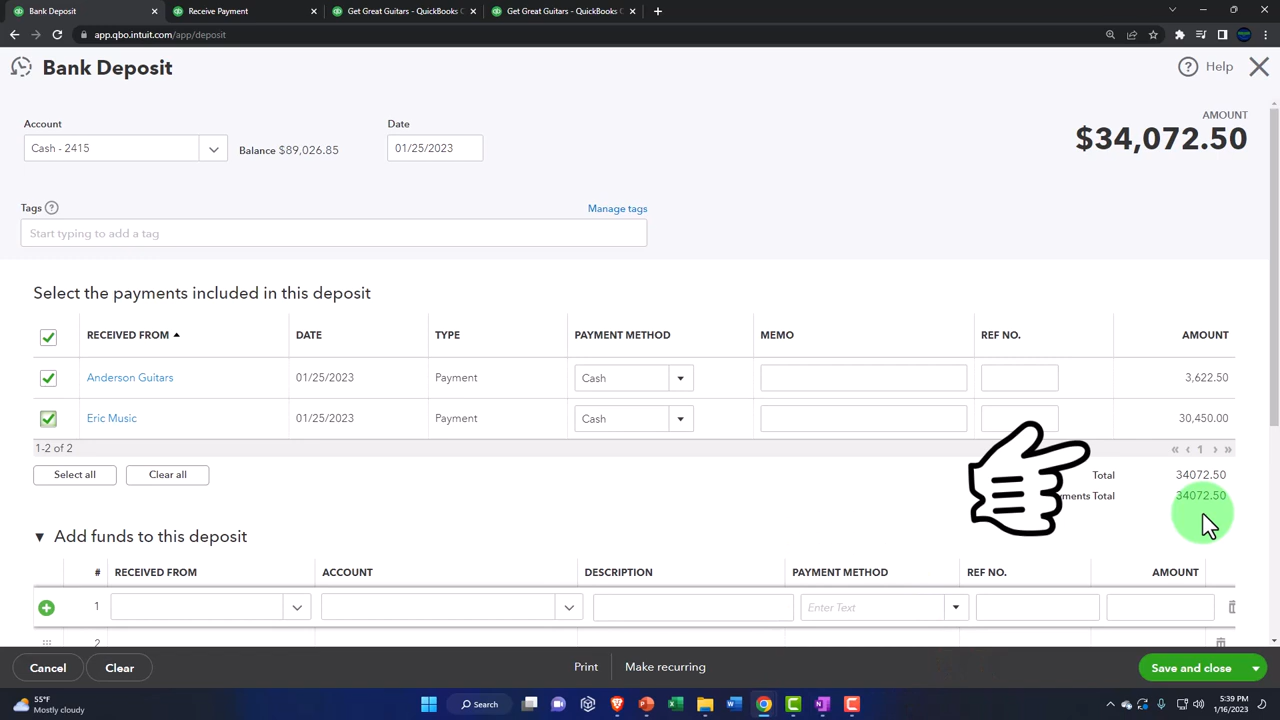 Bank Deposit
Receive Payment
Get Great Guitars - QuickBooks C
Get Great Guitars - QuickBooks C
app.qbo.intuit.com/app/deposit
Bank Deposit
Help
Account
Date
AMOUNT
$34,072.50
Cash - 2415
Balance $89,026.85
01/25/2023
Tags
Manage tags
Start typing to add a tag
Select the payments included in this deposit
RECEIVED FROM DATE TYPE PAYMENT METHOD MEMO REF NO. AMOUNT
Anderson Guitars 01/25/2023 Payment Cash 3,622.50
Eric Music 01/25/2023 Payment Cash 30,450.00
1-2 of 2 « ‹ 1 › »
Select all Clear all Total 34072.50
Total 34072.50
Add funds to this deposit
# RECEIVED FROM ACCOUNT DESCRIPTION PAYMENT METHOD REF NO. AMOUNT
1 Enter Text
2
Cancel Clear Print Make recurring Save and close
55°F
Mostly cloudy
Search
5:39 PM
1/16/2023